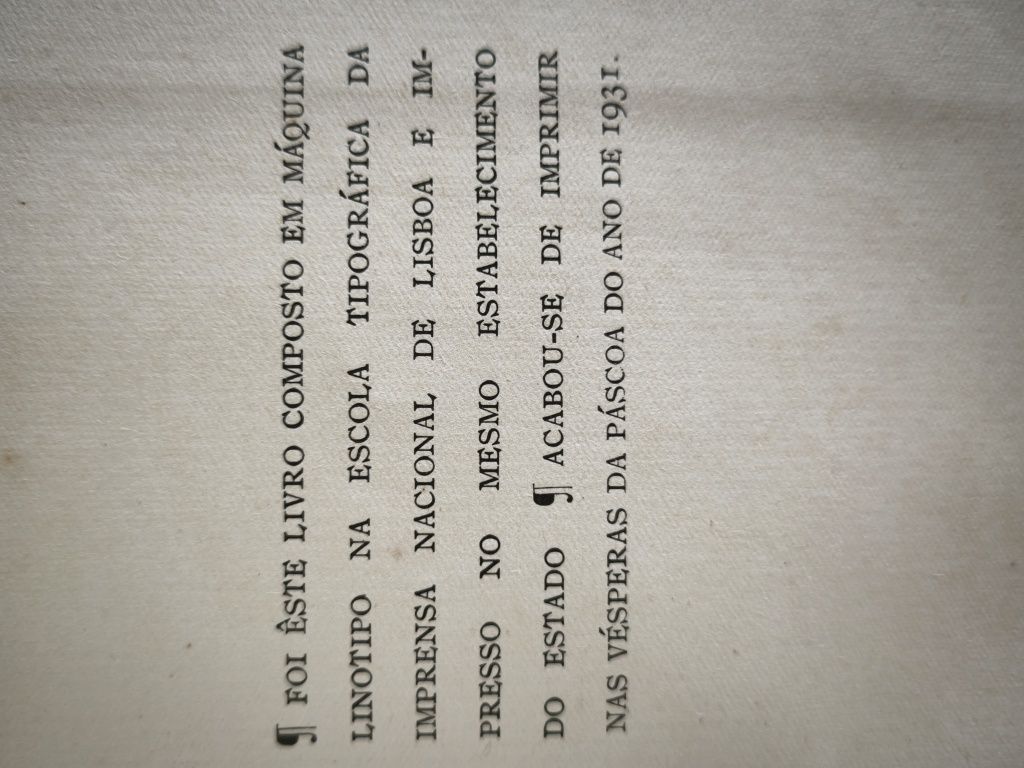 ¶ FOI ÊSTE LIVRO COMPOSTO EM MÁQUINA
LINOTIPO NA ESCOLA TIPOGRÁFICA DA
IMPRENSA NACIONAL DE LISBOA E IM-
PRESSO NO MESMO ESTABELECIMENTO
DO ESTADO ¶ ACABOU-SE DE IMPRIMIR
NAS VÉSPERAS DA PÁSCOA DO ANO DE 1931.